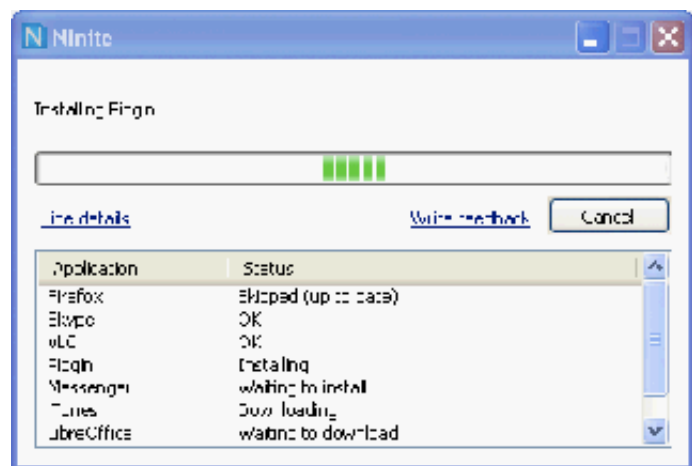 Ninite
Installing Pidgin
Hide details
Write feedback Cancel
Application Status
Firefox Skipped (up to date)
Skype OK
VLC OK
Pidgin Installing
Messenger Waiting to install
iTunes Downloading
LibreOffice Waiting to download